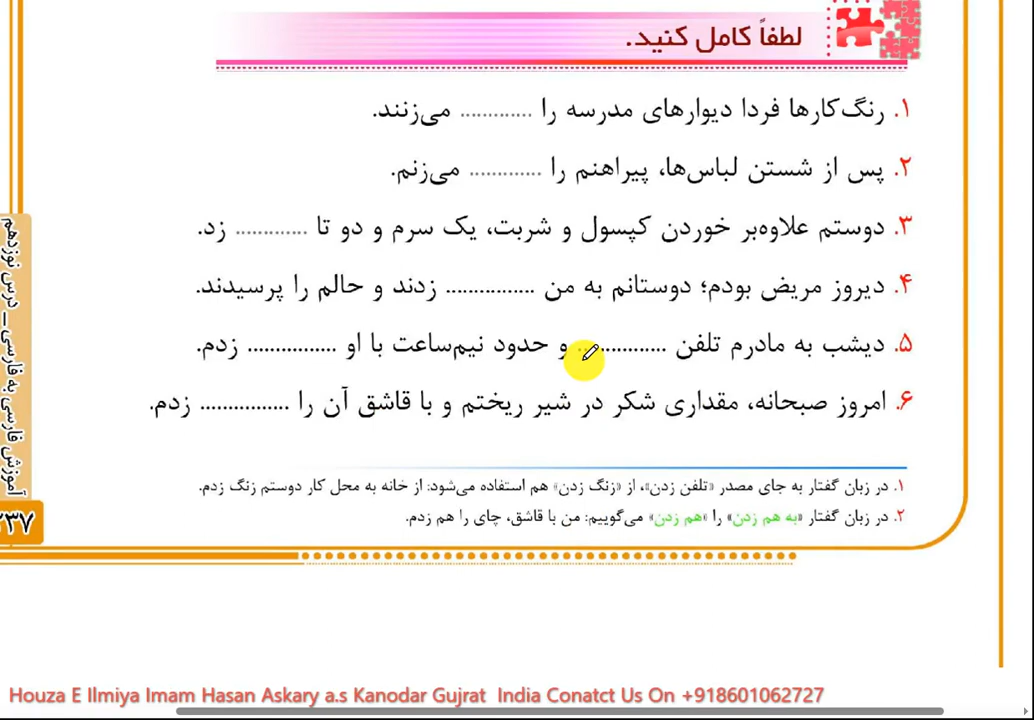 لطفاً کامل کنید.
۱. رنگ‌کارها فردا دیوارهای مدرسه را ............. می‌زنند.
۲. پس از شستن لباس‌ها، پیراهنم را ............. می‌زنم.
۳. دوستم علاوه‌بر خوردن کپسول و شربت، یک سرم و دو تا ............. زد.
۴. دیروز مریض بودم؛ دوستانم به من ................ زدند و حالم را پرسیدند.
۵. دیشب به مادرم تلفن ................ و حدود نیم‌ساعت با او ................ زدم.
۶. امروز صبحانه، مقداری شکر در شیر ریختم و با قاشق آن را ................ زدم.
۱. در زبان گفتار به جای مصدر «تلفن زدن»، از «زنگ زدن» هم استفاده می‌شود: از خانه به محل کار دوستم زنگ زدم.
۲. در زبان گفتار «به هم زدن» را «هم زدن» می‌گوییم: من با قاشق، چای را هم زدم.
آموزش فارسی به فارسی ـ درس نوزدهم
۲۳۷
Houza E Ilmiya Imam Hasan Askary a.s Kanodar Gujrat India Conatct Us On +918601062727